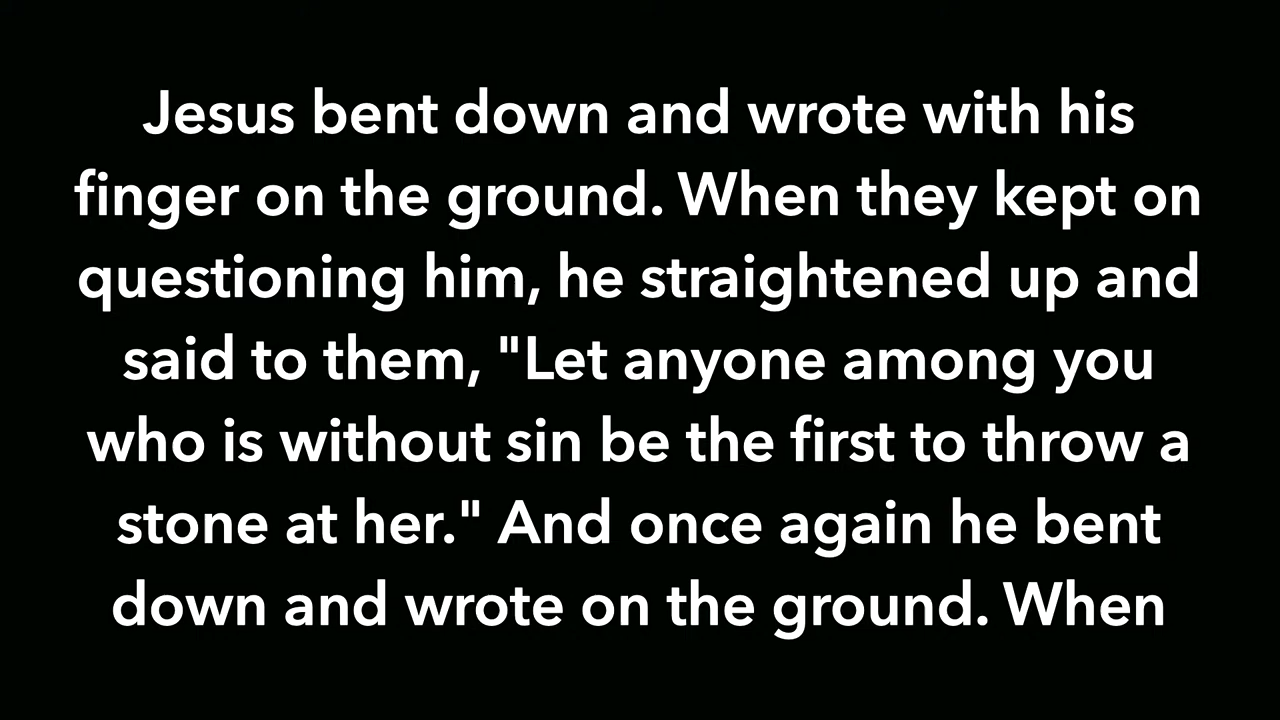 Jesus bent down and wrote with his
finger on the ground. When they kept on
questioning him, he straightened up and
said to them, "Let anyone among you
who is without sin be the first to throw a
stone at her." And once again he bent
down and wrote on the ground. When